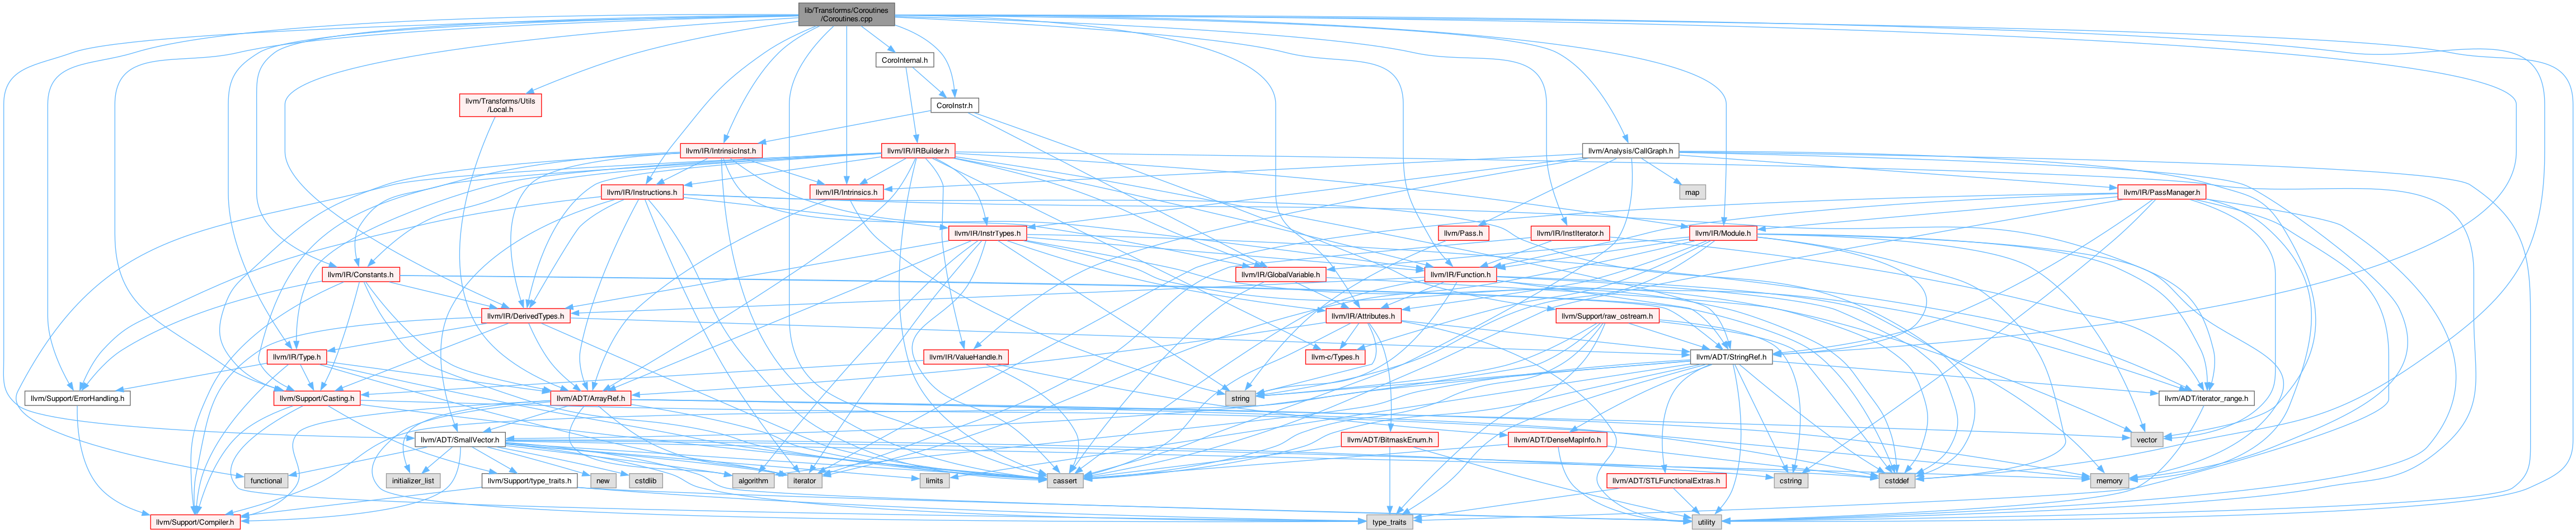 lib/Transforms/Coroutines
/Coroutines.cpp
CoroInternal.h
llvm/Transforms/Utils
/Local.h
CoroInstr.h
llvm/IR/IntrinsicInst.h
llvm/IR/IRBuilder.h
llvm/Analysis/CallGraph.h
llvm/IR/Instructions.h
llvm/IR/Intrinsics.h
map
llvm/IR/PassManager.h
llvm/IR/InstrTypes.h
llvm/Pass.h
llvm/IR/InstIterator.h
llvm/IR/Module.h
llvm/IR/Constants.h
llvm/IR/GlobalVariable.h
llvm/IR/Function.h
llvm/IR/DerivedTypes.h
llvm/IR/Attributes.h
llvm/Support/raw_ostream.h
llvm/IR/Type.h
llvm/IR/ValueHandle.h
llvm-c/Types.h
llvm/ADT/StringRef.h
llvm/Support/ErrorHandling.h
llvm/Support/Casting.h
llvm/ADT/ArrayRef.h
string
llvm/ADT/iterator_range.h
llvm/ADT/SmallVector.h
llvm/ADT/BitmaskEnum.h
llvm/ADT/DenseMapInfo.h
vector
functional
initializer_list
llvm/Support/type_traits.h
new
cstdlib
algorithm
iterator
limits
cassert
llvm/ADT/STLFunctionalExtras.h
cstring
cstddef
memory
llvm/Support/Compiler.h
type_traits
utility